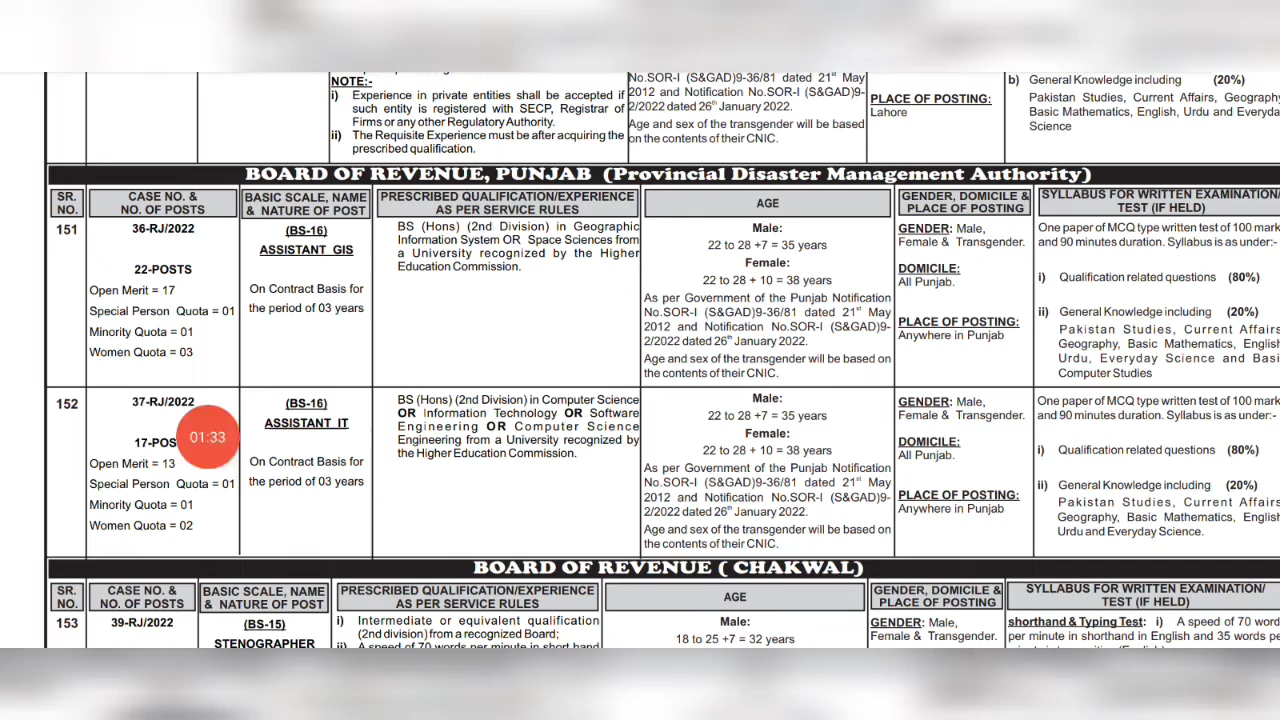 NOTE:-
i) Experience in private entities shall be accepted if
such entity is registered with SECP, Registrar of
Firms or any other Regulatory Authority.
ii) The Requisite Experience must be after acquiring the
prescribed qualification.
No.SOR-I (S&GAD)9-36/81 dated 21st May
2012 and Notification No.SOR-I (S&GAD)9-
2/2022 dated 26th January 2022.
Age and sex of the transgender will be based
on the contents of their CNIC.
PLACE OF POSTING:
Lahore
b) General Knowledge including (20%)
Pakistan Studies, Current Affairs, Geography
Basic Mathematics, English, Urdu and Everyda
Science
BOARD OF REVENUE, PUNJAB (Provincial Disaster Management Authority)
SR.
NO.
CASE NO. &
NO. OF POSTS
BASIC SCALE, NAME
& NATURE OF POST
PRESCRIBED QUALIFICATION/EXPERIENCE
AS PER SERVICE RULES
AGE
GENDER, DOMICILE &
PLACE OF POSTING
SYLLABUS FOR WRITTEN EXAMINATION/
TEST (IF HELD)
151
36-RJ/2022
22-POSTS
Open Merit = 17
Special Person Quota = 01
Minority Quota = 01
Women Quota = 03
(BS-16)
ASSISTANT GIS
On Contract Basis for
the period of 03 years
BS (Hons) (2nd Division) in Geographic
Information System OR Space Sciences from
a University recognized by the Higher
Education Commission.
Male:
22 to 28 +7 = 35 years
Female:
22 to 28 + 10 = 38 years
As per Government of the Punjab Notification
No.SOR-I (S&GAD)9-36/81 dated 21st May
2012 and Notification No.SOR-I (S&GAD)9-
2/2022 dated 26th January 2022.
Age and sex of the transgender will be based on
the contents of their CNIC.
GENDER: Male,
Female & Transgender.
DOMICILE:
All Punjab.
PLACE OF POSTING:
Anywhere in Punjab
One paper of MCQ type written test of 100 mark
and 90 minutes duration. Syllabus is as under:-
i) Qualification related questions (80%)
ii) General Knowledge including (20%)
Pakistan Studies, Current Affairs
Geography, Basic Mathematics, English
Urdu, Everyday Science and Basi
Computer Studies
152
37-RJ/2022
17-POS
Open Merit = 13
Special Person Quota = 01
Minority Quota = 01
Women Quota = 02
01:33
(BS-16)
ASSISTANT IT
On Contract Basis for
the period of 03 years
BS (Hons) (2nd Division) in Computer Science
OR Information Technology OR Software
Engineering OR Computer Science
Engineering from a University recognized by
the Higher Education Commission.
Male:
22 to 28 +7 = 35 years
Female:
22 to 28 + 10 = 38 years
As per Government of the Punjab Notification
No.SOR-I (S&GAD)9-36/81 dated 21st May
2012 and Notification No.SOR-I (S&GAD)9-
2/2022 dated 26th January 2022.
Age and sex of the transgender will be based on
the contents of their CNIC.
GENDER: Male,
Female & Transgender.
DOMICILE:
All Punjab.
PLACE OF POSTING:
Anywhere in Punjab
One paper of MCQ type written test of 100 mark
and 90 minutes duration. Syllabus is as under:-
i) Qualification related questions (80%)
ii) General Knowledge including (20%)
Pakistan Studies, Current Affairs
Geography, Basic Mathematics, English
Urdu and Everyday Science.
BOARD OF REVENUE ( CHAKWAL)
SR.
NO.
CASE NO. &
NO. OF POSTS
BASIC SCALE, NAME
& NATURE OF POST
PRESCRIBED QUALIFICATION/EXPERIENCE
AS PER SERVICE RULES
AGE
GENDER, DOMICILE &
PLACE OF POSTING
SYLLABUS FOR WRITTEN EXAMINATION/
TEST (IF HELD)
153
39-RJ/2022
(BS-15)
STENOGRAPHER
i) Intermediate or equivalent qualification
(2nd division) from a recognized Board;
ii) A speed of 70 words per minute in short hand
Male:
18 to 25 +7 = 32 years
GENDER: Male,
Female & Transgender.
shorthand & Typing Test: i) A speed of 70 word
per minute in shorthand in English and 35 words pe